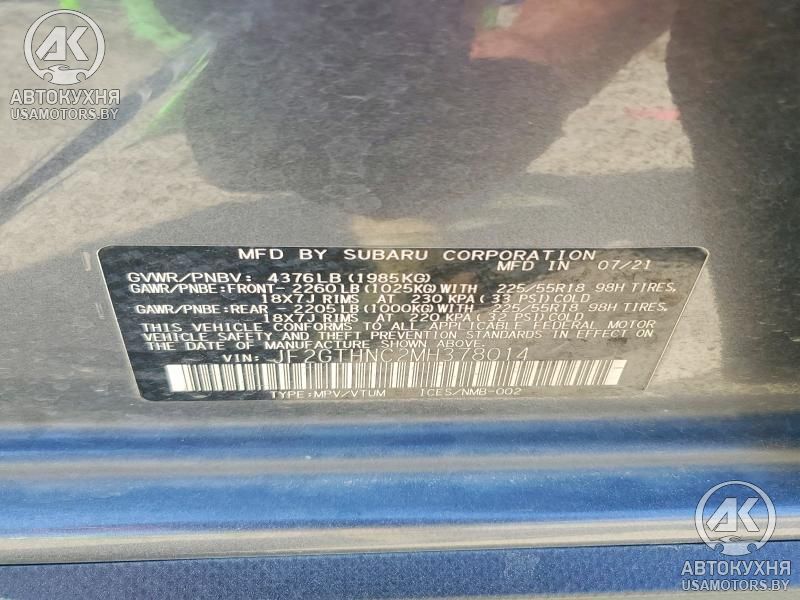 AK
АВТОКУХНЯ
USAMOTORS.BY
MFD BY SUBARU CORPORATION
MFD IN 07/21
GVWR/PNBV: 4376LB(1985KG)
GAWR/PNBE:FRONT- 2260LB(1025KG)WITH 225/55R18 98H TIRES,
18X7J RIMS AT 230 KPA(33 PSI)COLD
GAWR/PNBE:REAR - 2205LB(1000KG)WITH 225/55R18 98H TIRES,
18X7J RIMS AT 220 KPA(32 PSI)COLD
THIS VEHICLE CONFORMS TO ALL APPLICABLE FEDERAL MOTOR
VEHICLE SAFETY AND THEFT PREVENTION STANDARDS IN EFFECT ON
THE DATE OF MANUFACTURE SHOWN ABOVE.
VIN: JF2GTHNC2MH378014
TYPE:MPV/VTUM ICES/NMB-002
AK
АВТОКУХНЯ
USAMOTORS.BY